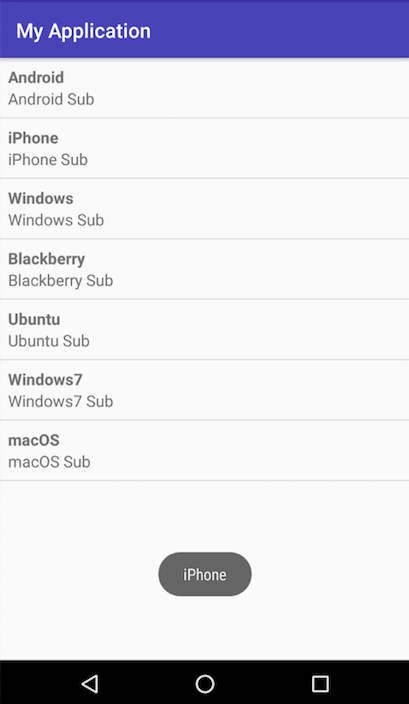 My Application
Android
Android Sub
iPhone
iPhone Sub
Windows
Windows Sub
Blackberry
Blackberry Sub
Ubuntu
Ubuntu Sub
Windows7
Windows7 Sub
macOS
macOS Sub
iPhone